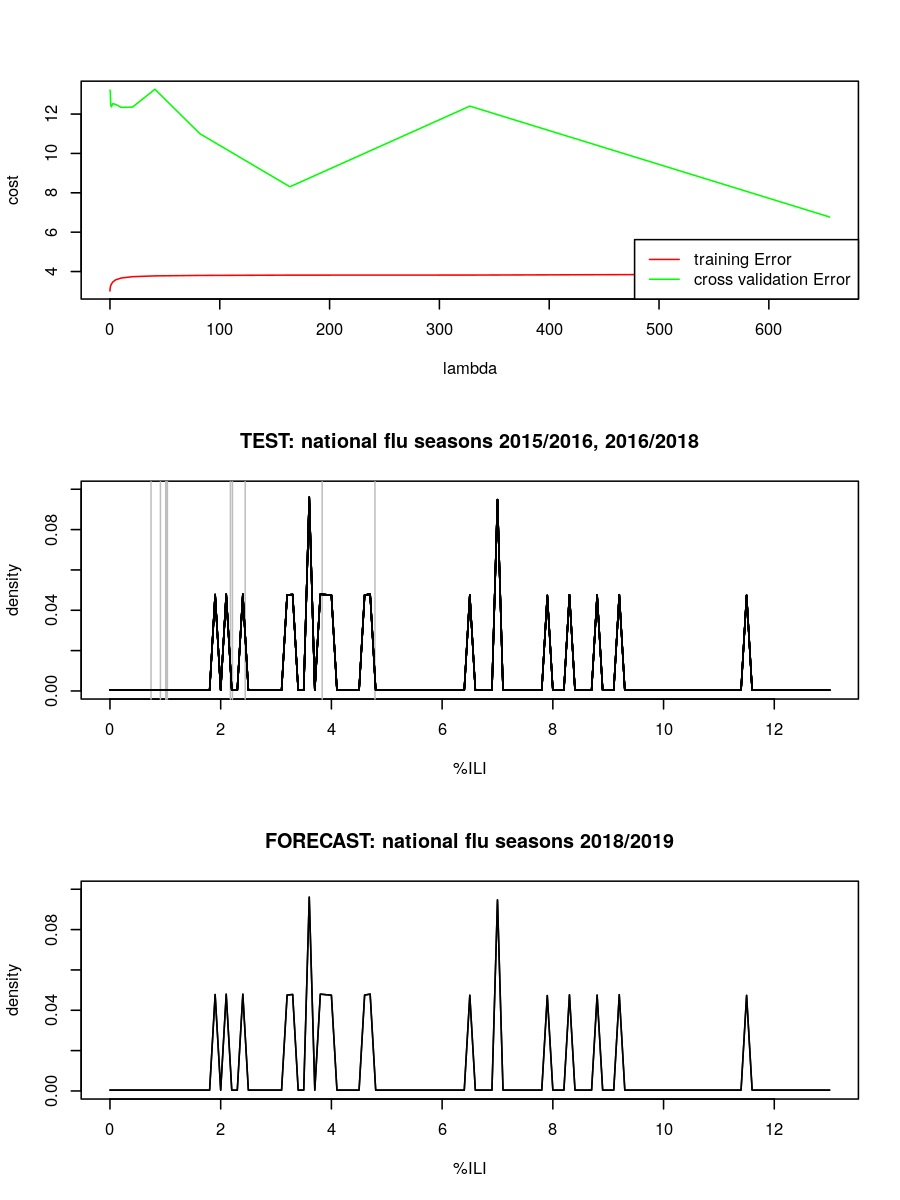 12
10
8
6
4
cost
training Error
cross validation Error
0 100 200 300 400 500 600
lambda
TEST: national flu seasons 2015/2016, 2016/2018
0.08
0.04
0.00
density
0 2 4 6 8 10 12
%ILI
FORECAST: national flu seasons 2018/2019
0.08
0.04
0.00
density
0 2 4 6 8 10 12
%ILI